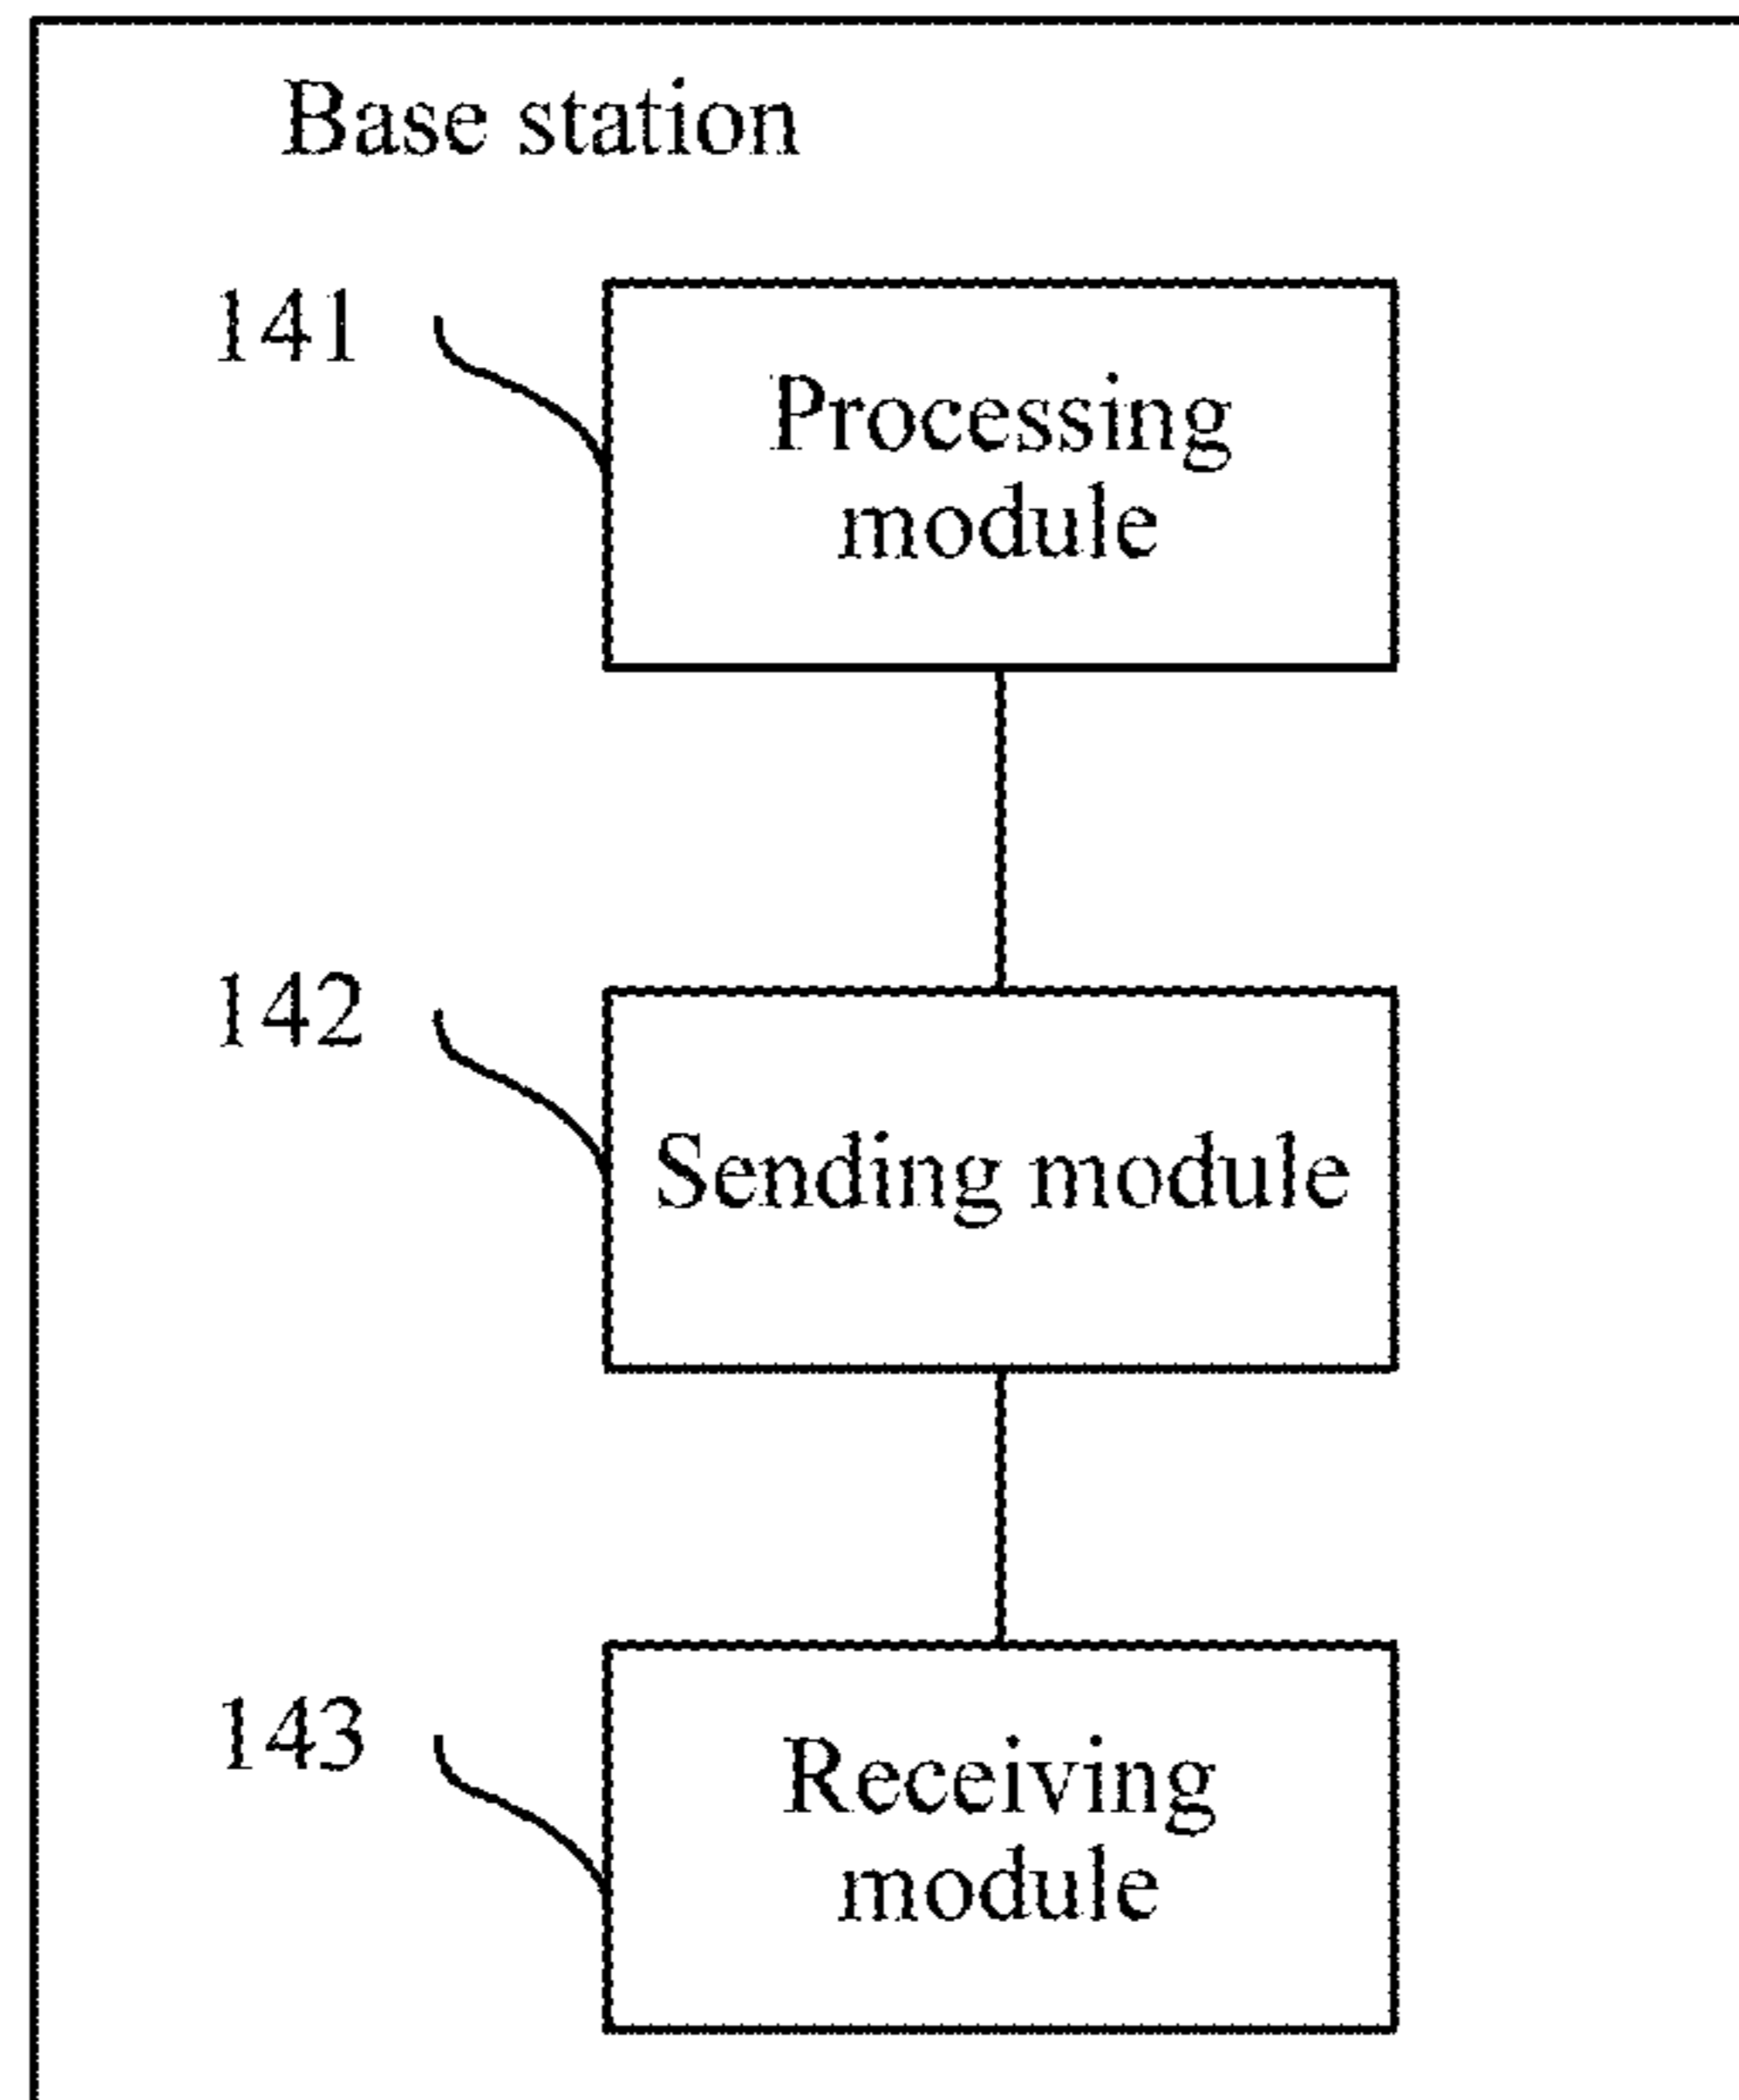 Base station
141
Processing
module
142
Sending module
143
Receiving
module